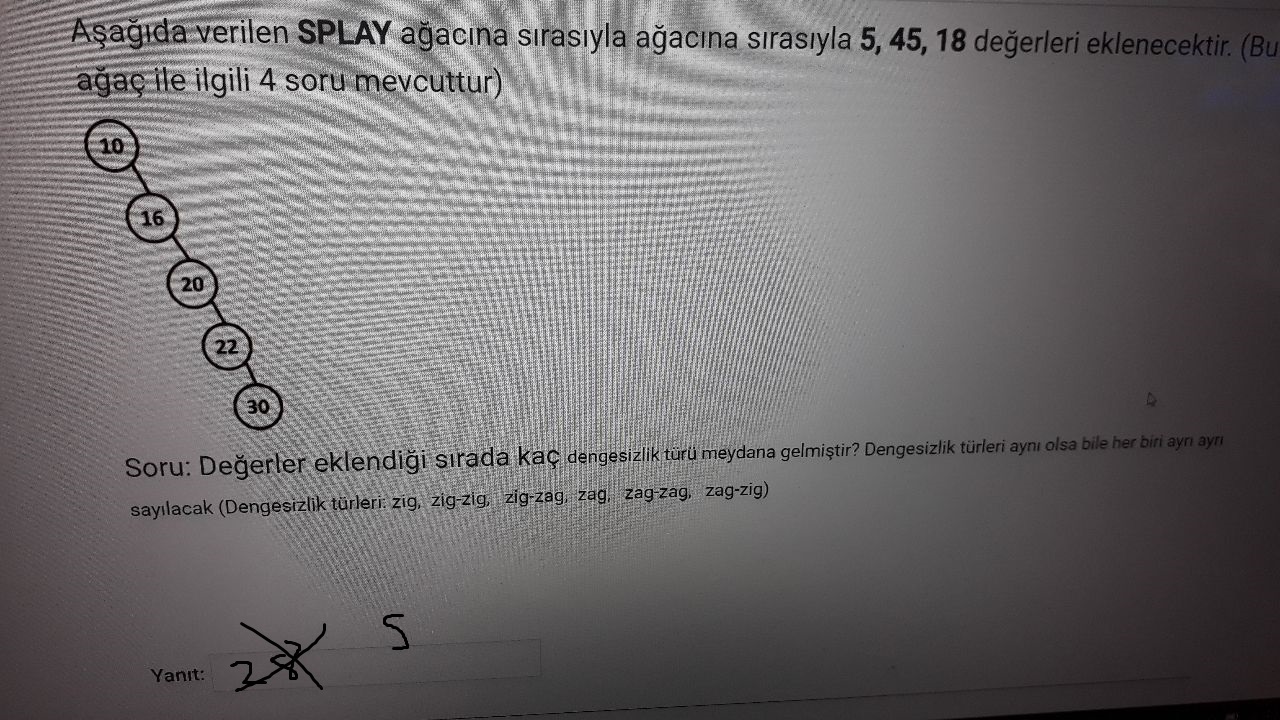 Aşağıda verilen SPLAY ağacına sırasıyla ağacına sırasıyla 5, 45, 18 değerleri eklenecektir. (Bu
ağaç ile ilgili 4 soru mevcuttur)
10
16
20
22
30
Soru: Değerler eklendiği sırada kaç dengesizlik türü meydana gelmiştir? Dengesizlik türleri aynı olsa bile her biri ayrı ayrı
sayılacak (Dengesizlik türleri: zig, zig-zig, zig-zag, zag, zag-zag, zag-zig)
5
Yanıt: